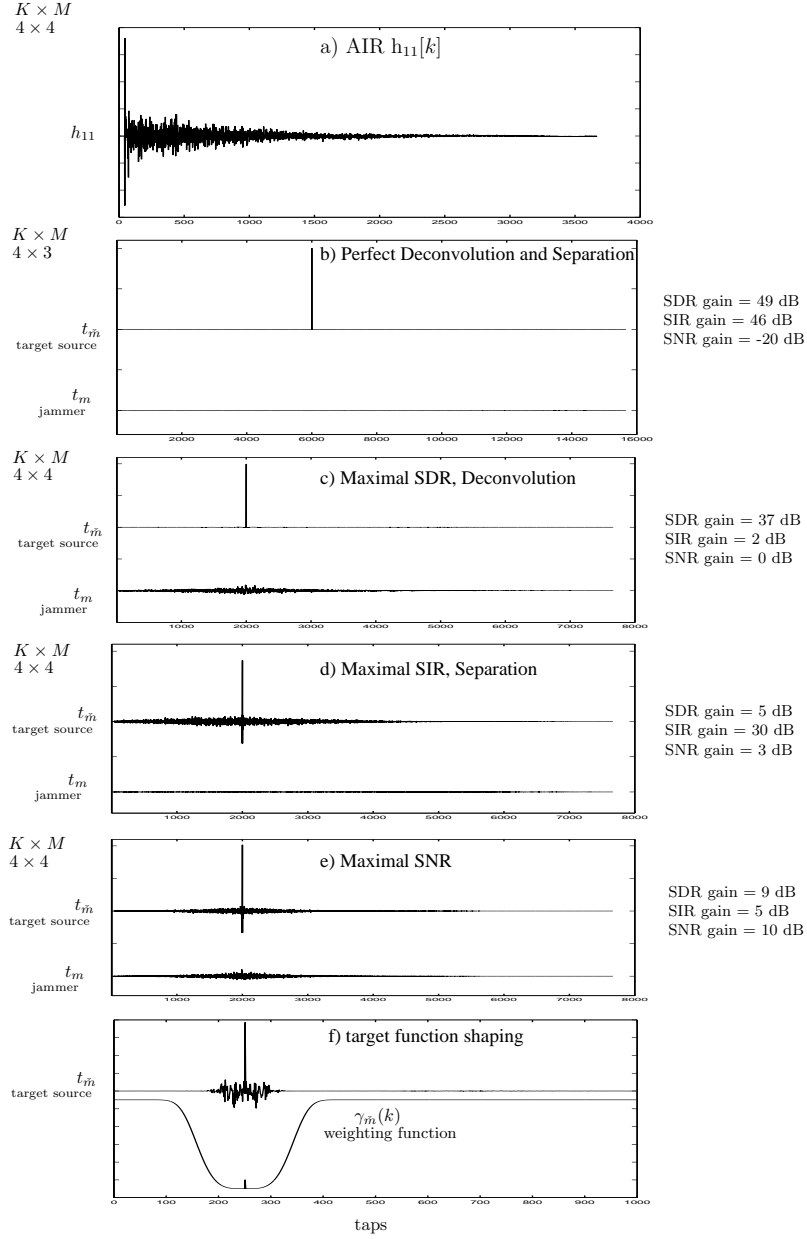 K × M
4 × 4
a) AIR h₁₁[k]
h₁₁
0 500 1000 1500 2000 2500 3000 3500 4000
K × M
4 × 3
b) Perfect Deconvolution and Separation
SDR gain = 49 dB
SIR gain = 46 dB
SNR gain = -20 dB
t_m̆
target source
t_m
jammer
2000 4000 6000 8000 10000 12000 14000 16000
K × M
4 × 4
c) Maximal SDR, Deconvolution
SDR gain = 37 dB
SIR gain = 2 dB
SNR gain = 0 dB
t_m̆
target source
t_m
jammer
1000 2000 3000 4000 5000 6000 7000 8000
K × M
4 × 4
d) Maximal SIR, Separation
SDR gain = 5 dB
SIR gain = 30 dB
SNR gain = 3 dB
t_m̆
target source
t_m
jammer
1000 2000 3000 4000 5000 6000 7000 8000
K × M
4 × 4
e) Maximal SNR
SDR gain = 9 dB
SIR gain = 5 dB
SNR gain = 10 dB
t_m̆
target source
t_m
jammer
1000 2000 3000 4000 5000 6000 7000 8000
f) target function shaping
t_m̆
target source
γ_m̆(k)
weighting function
0 100 200 300 400 500 600 700 800 900 1000
taps